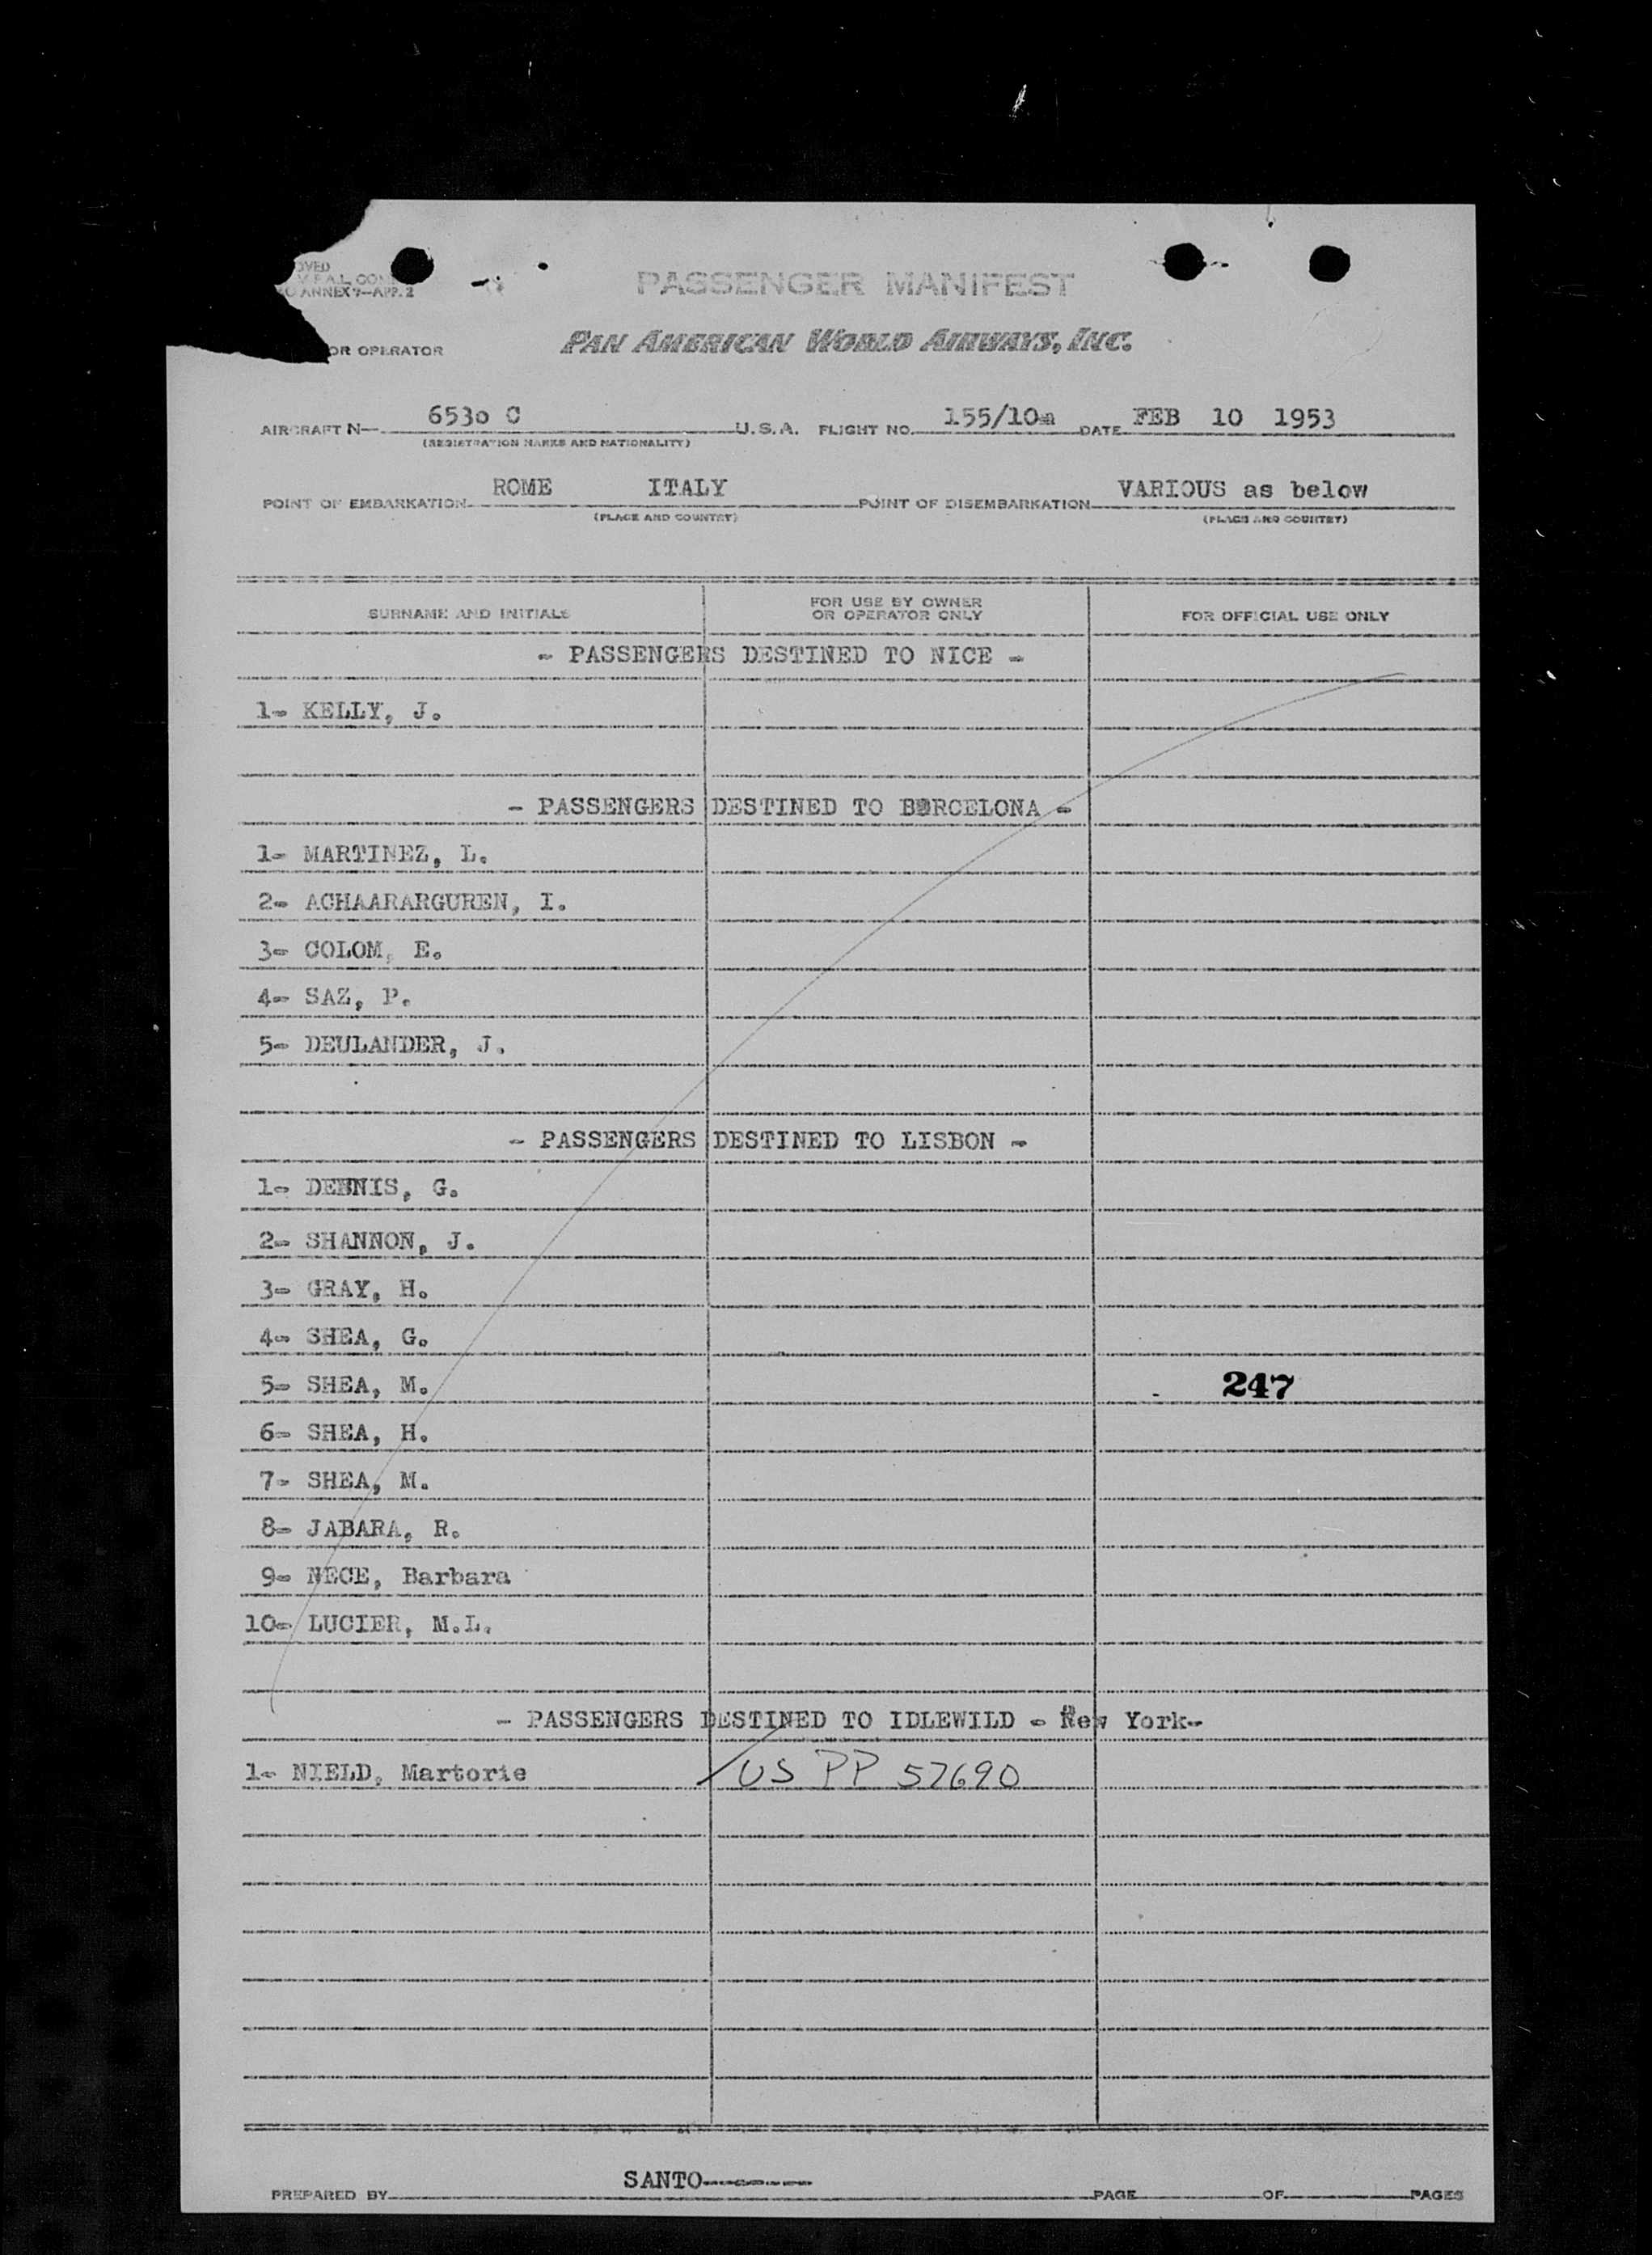 PASSENGER MANIFEST
ANNEX 9—APP. 2
OR OPERATOR
PAN AMERICAN WORLD AIRWAYS, INC.
AIRCRAFT N— 653o C U.S.A. FLIGHT NO. 155/10 DATE FEB 10 1953
(REGISTRATION MARKS AND NATIONALITY)
POINT OF EMBARKATION ROME ITALY POINT OF DISEMBARKATION VARIOUS as below
(PLACE AND COUNTRY) (PLACE AND COUNTRY)
SURNAME AND INITIALS FOR USE BY OWNER OR OPERATOR ONLY FOR OFFICIAL USE ONLY
- PASSENGERS DESTINED TO NICE -
1- KELLY, J.
- PASSENGERS DESTINED TO BARCELONA -
1- MARTINEZ, L.
2- ACHAARARGUREN, I.
3- COLOM, E.
4- SAZ, P.
5- DEULANDER, J.
- PASSENGERS DESTINED TO LISBON -
1- DENNIS, G.
2- SHANNON, J.
3- GRAY, H.
4- SHEA, G.
5- SHEA, M. 247
6- SHEA, H.
7- SHEA, M.
8- JABARA, R.
9- NECE, Barbara
10- LUCIER, M.L.
- PASSENGERS DESTINED TO IDLEWILD - New York-
1- NIELD, Martorie US PP 57690
PREPARED BY SANTO------- PAGE OF PAGES